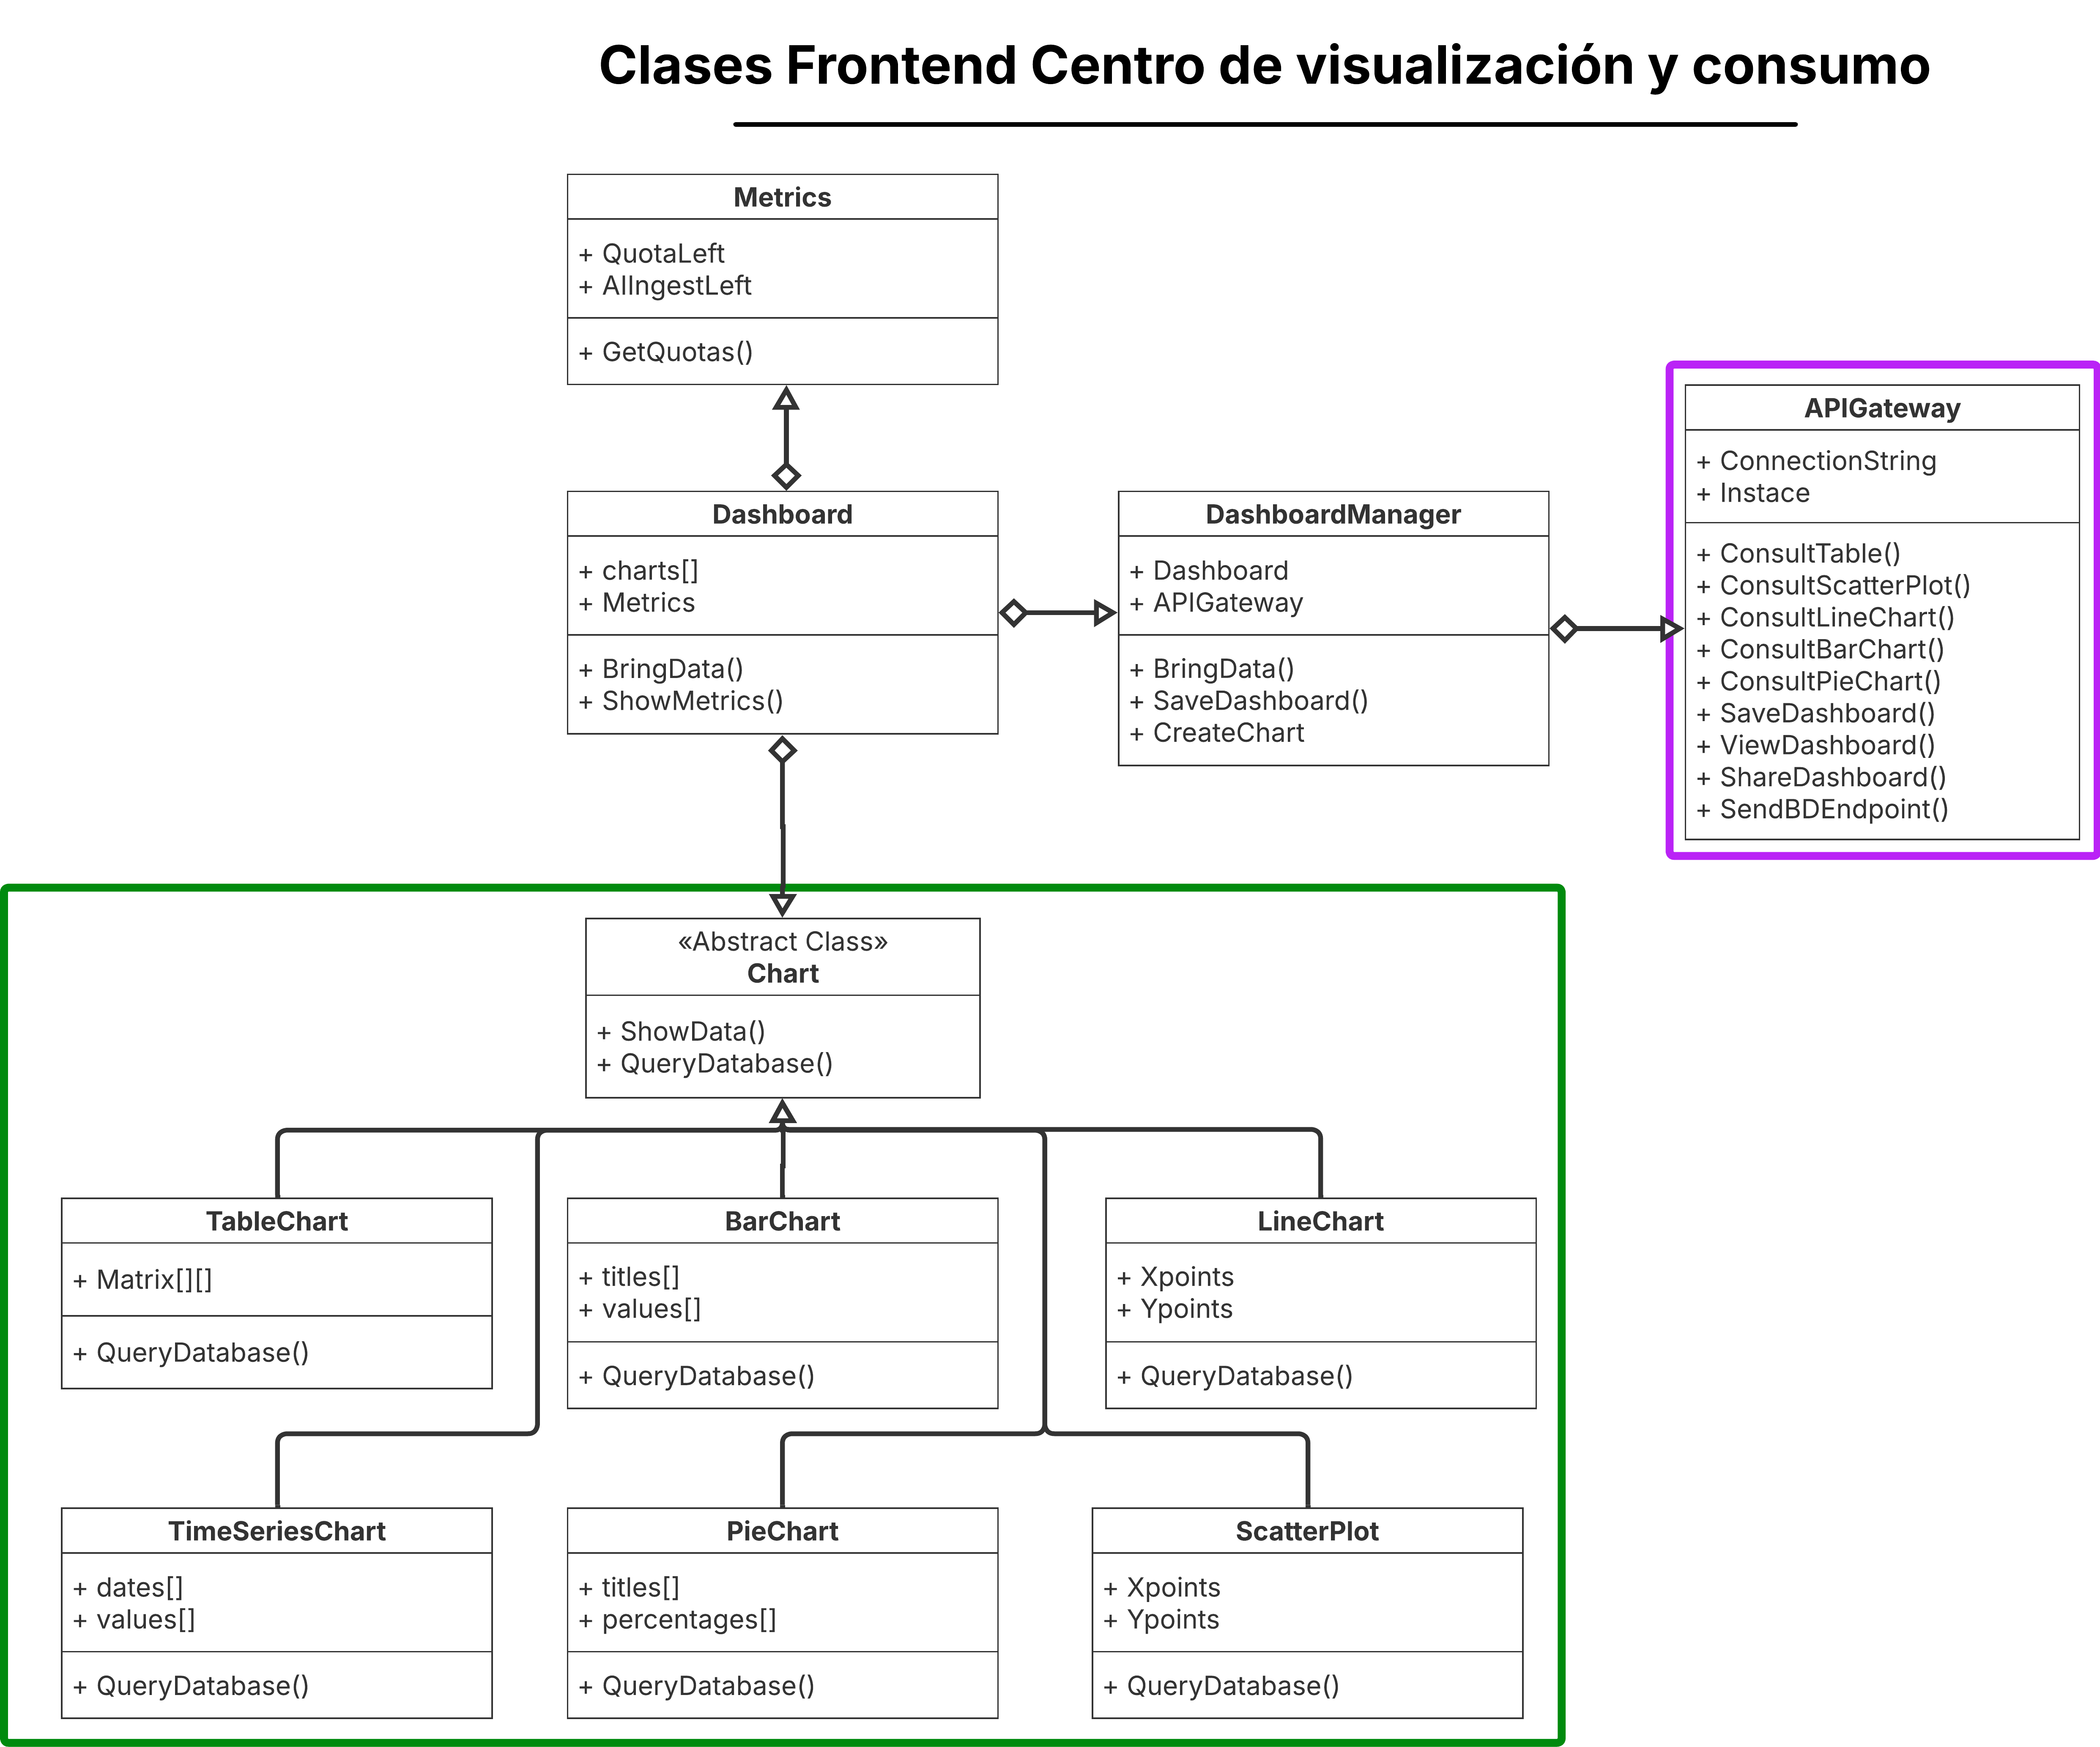 Clases Frontend Centro de visualización y consumo
Metrics
+ QuotaLeft
+ AIIngestLeft
+ GetQuotas()
Dashboard
+ charts[]
+ Metrics
+ BringData()
+ ShowMetrics()
DashboardManager
+ Dashboard
+ APIGateway
+ BringData()
+ SaveDashboard()
+ CreateChart
APIGateway
+ ConnectionString
+ Instace
+ ConsultTable()
+ ConsultScatterPlot()
+ ConsultLineChart()
+ ConsultBarChart()
+ ConsultPieChart()
+ SaveDashboard()
+ ViewDashboard()
+ ShareDashboard()
+ SendBDEndpoint()
«Abstract Class»
Chart
+ ShowData()
+ QueryDatabase()
TableChart
+ Matrix[][]
+ QueryDatabase()
BarChart
+ titles[]
+ values[]
+ QueryDatabase()
LineChart
+ Xpoints
+ Ypoints
+ QueryDatabase()
TimeSeriesChart
+ dates[]
+ values[]
+ QueryDatabase()
PieChart
+ titles[]
+ percentages[]
+ QueryDatabase()
ScatterPlot
+ Xpoints
+ Ypoints
+ QueryDatabase()